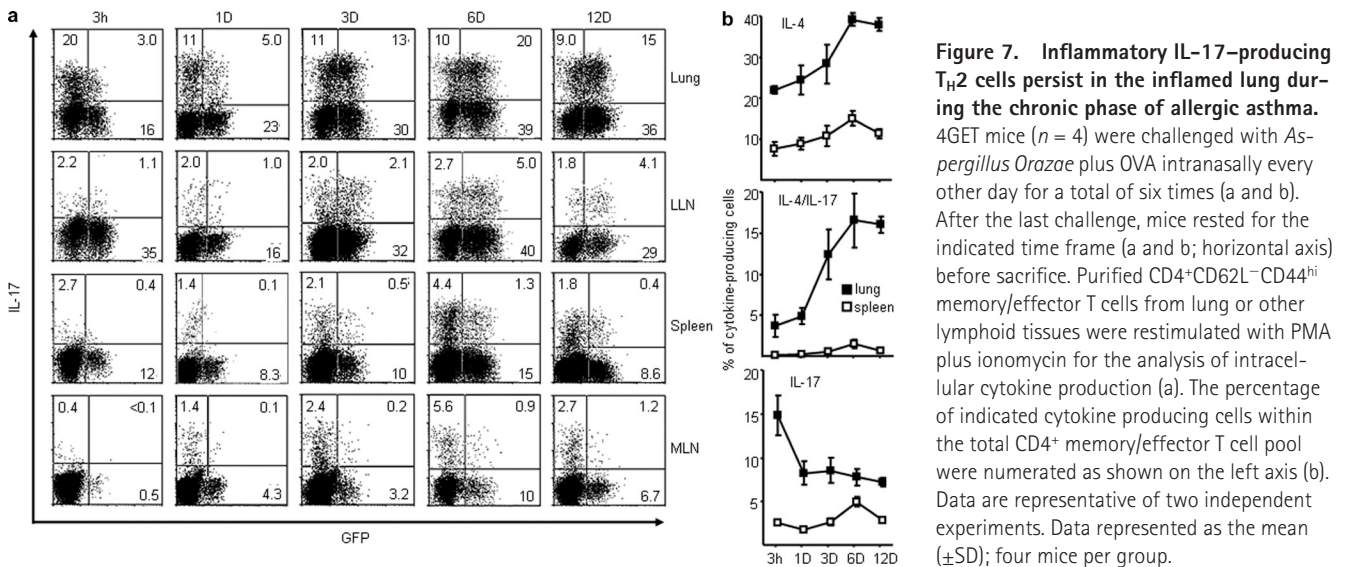 a
3h 1D 3D 6D 12D
20 3.0 11 5.0 11 13 10 20 9.0 15
Lung
16 23 30 39 36
2.2 1.1 2.0 1.0 2.0 2.1 2.7 5.0 1.8 4.1
LLN
35 16 32 40 29
2.7 0.4 1.4 0.1 2.1 0.5 4.4 1.3 1.8 0.4
Spleen
12 8.3 10 15 8.6
0.4 <0.1 1.4 0.1 2.4 0.2 5.6 0.9 2.7 1.2
MLN
0.5 4.3 3.2 10 6.7
IL-17
GFP
b
% of cytokine-producing cells
40
30
20
10
IL-4
20
15
10
5
IL-4/IL-17
lung
spleen
15
10
5
IL-17
3h 1D 3D 6D 12D
Figure 7. Inflammatory IL-17–producing
TH2 cells persist in the inflamed lung dur-
ing the chronic phase of allergic asthma.
4GET mice (n = 4) were challenged with As-
pergillus Orazae plus OVA intranasally every
other day for a total of six times (a and b).
After the last challenge, mice rested for the
indicated time frame (a and b; horizontal axis)
before sacrifice. Purified CD4+CD62L−CD44hi
memory/effector T cells from lung or other
lymphoid tissues were restimulated with PMA
plus ionomycin for the analysis of intracel-
lular cytokine production (a). The percentage
of indicated cytokine producing cells within
the total CD4+ memory/effector T cell pool
were numerated as shown on the left axis (b).
Data are representative of two independent
experiments. Data represented as the mean
(±SD); four mice per group.